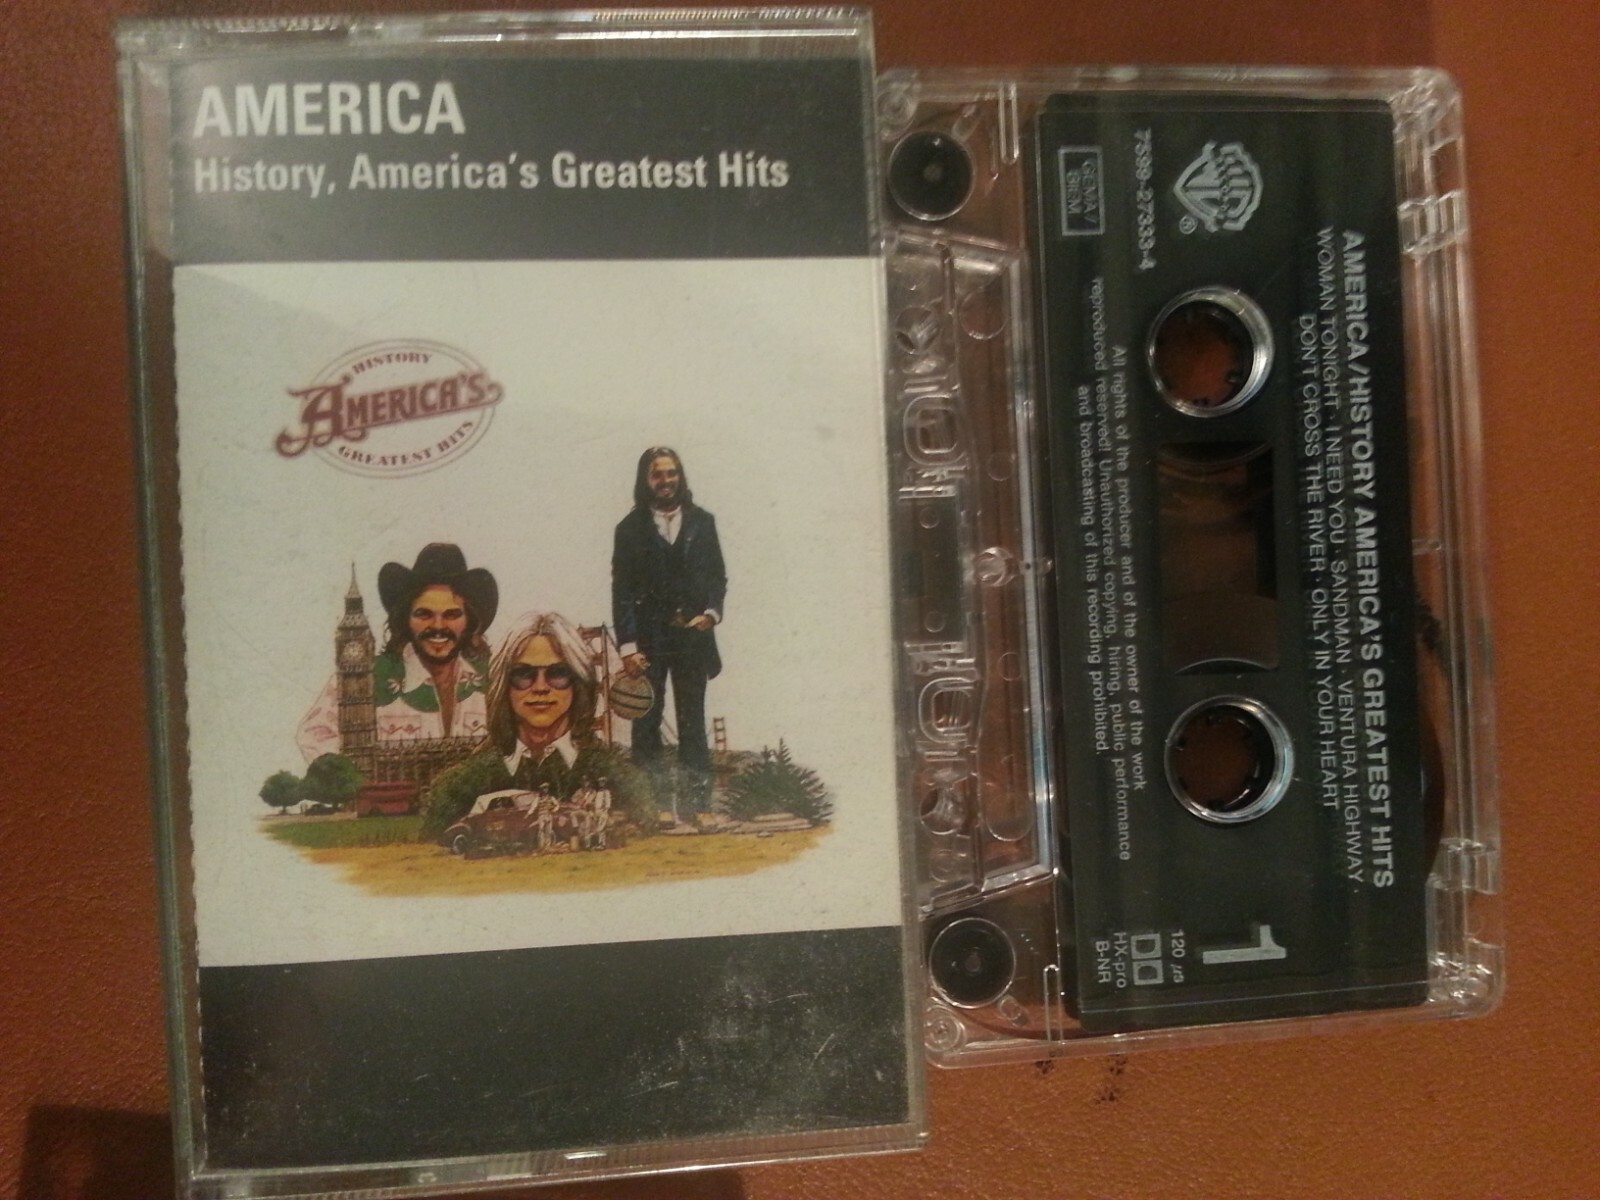 AMERICA
History, America's Greatest Hits
HISTORY
AMERICA'S
GREATEST HITS
AMERICA/HISTORY AMERICA'S GREATEST HITS
WOMAN TONIGHT · I NEED YOU · SANDMAN · VENTURA HIGHWAY ·
DON'T CROSS THE RIVER · ONLY IN YOUR HEART
®
1
7599-27333-4
GEMA/
BIEM
All rights of the producer and of the owner of the work
reproduced reserved! Unauthorized copying, hiring, public performance
and broadcasting of this recording prohibited.
120 µs
HX-pro
B-NR